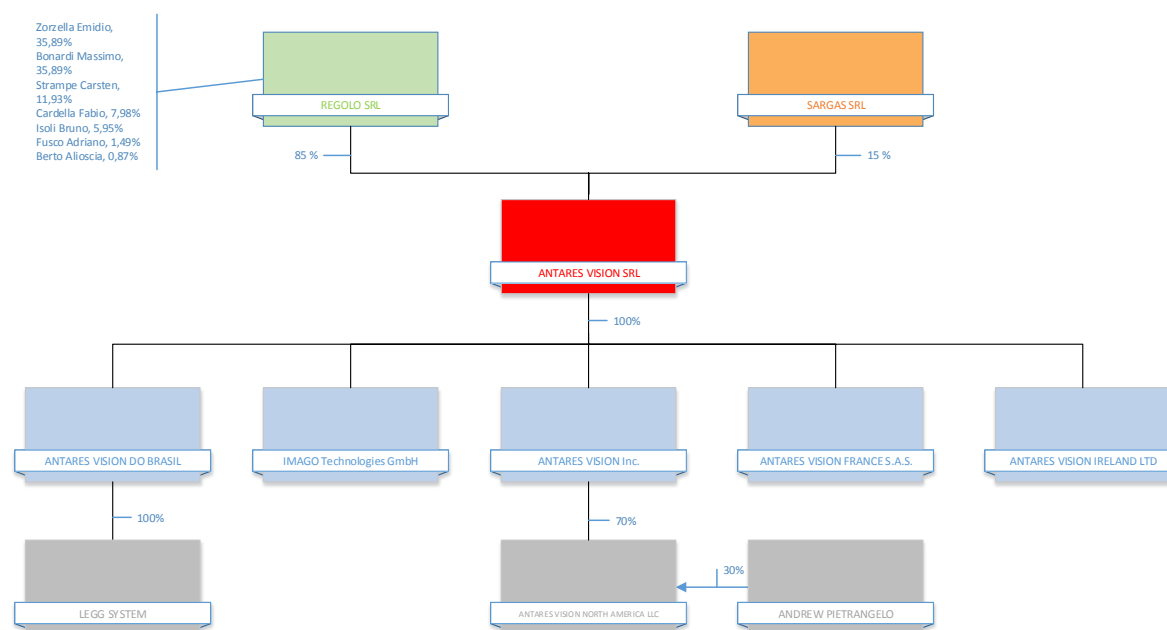 Zorzella Emidio,
35,89%
Bonardi Massimo,
35,89%
Strampe Carsten,
11,93%
Cardella Fabio, 7,98%
Isoli Bruno, 5,95%
Fusco Adriano, 1,49%
Berto Alioscia, 0,87%
REGOLO SRL
SARGAS SRL
85 %
15 %
ANTARES VISION SRL
100%
ANTARES VISION DO BRASIL
IMAGO Technologies GmbH
ANTARES VISION Inc.
ANTARES VISION FRANCE S.A.S.
ANTARES VISION IRELAND LTD
100%
70%
30%
LEGG SYSTEM
ANTARES VISION NORTH AMERICA LLC
ANDREW PIETRANGELO